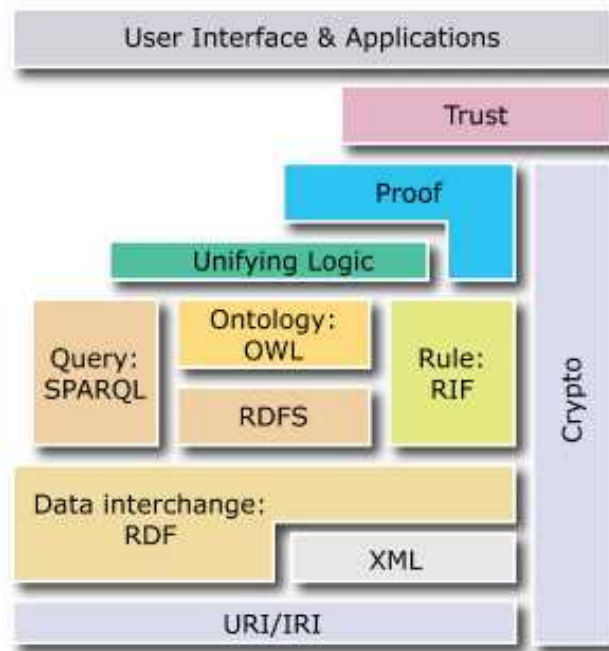 User Interface & Applications
Trust
Proof
Unifying Logic
Ontology:
OWL
Query:
SPARQL
Rule:
RIF
RDFS
Crypto
Data interchange:
RDF
XML
URI/IRI